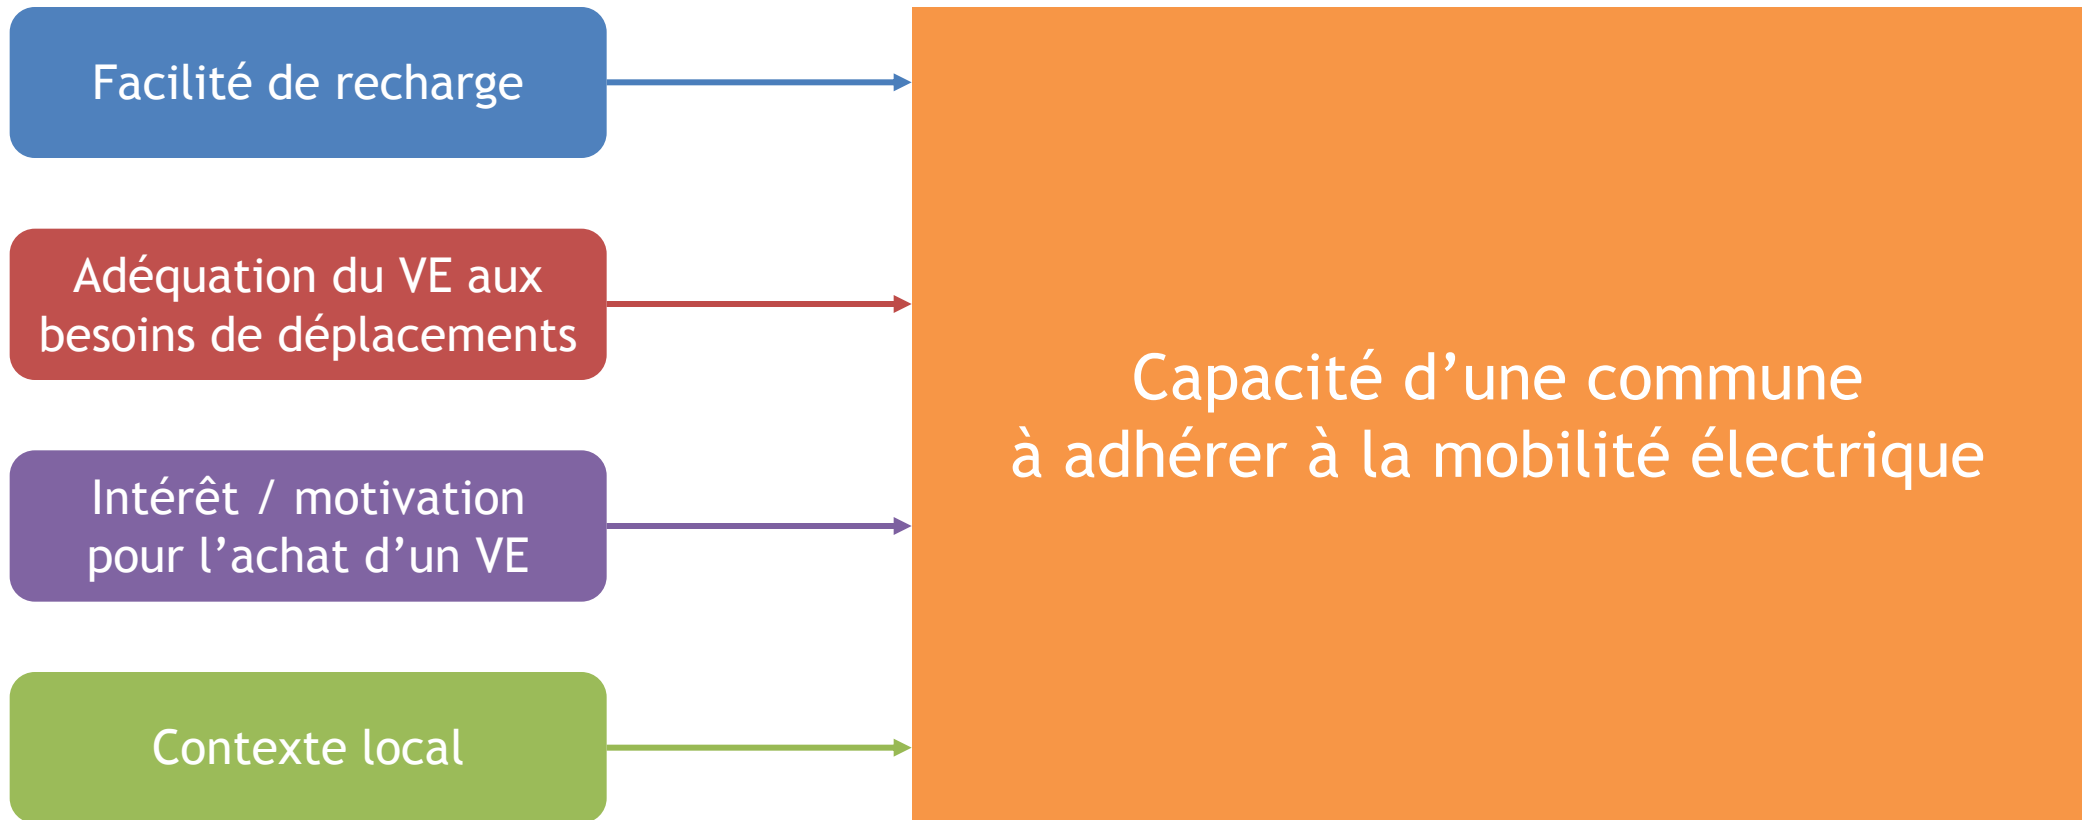 Facilité de recharge
Adéquation du VE aux
besoins de déplacements
Intérêt / motivation
pour l’achat d’un VE
Contexte local
Capacité d’une commune
à adhérer à la mobilité électrique